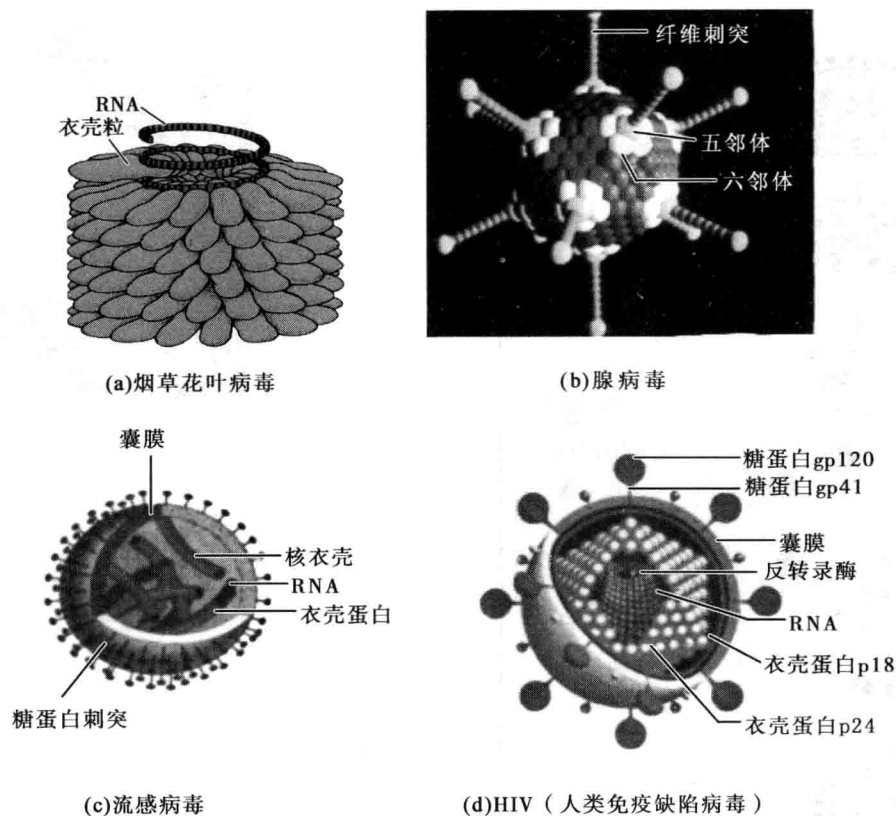 RNA
衣壳粒
(a)烟草花叶病毒
纤维刺突
五邻体
六邻体
(b)腺病毒
囊膜
核衣壳
RNA
衣壳蛋白
糖蛋白刺突
(c)流感病毒
糖蛋白gp120
糖蛋白gp41
囊膜
反转录酶
RNA
衣壳蛋白p18
衣壳蛋白p24
(d)HIV（人类免疫缺陷病毒）